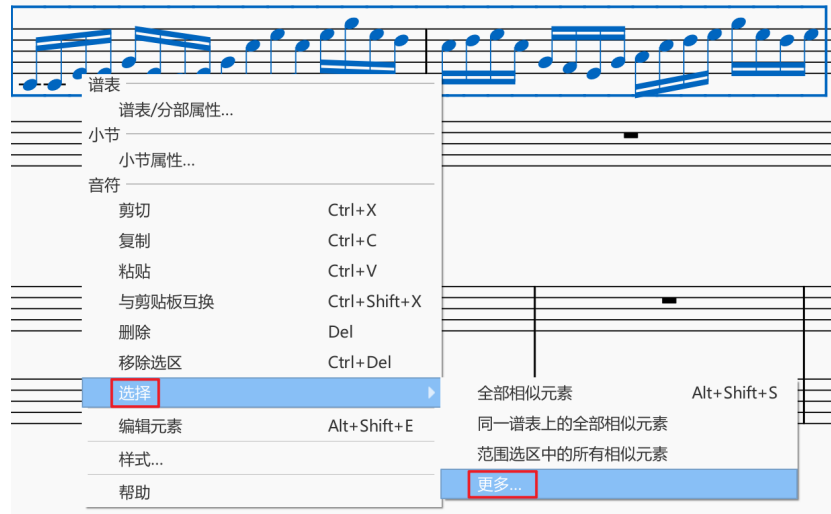 谱表
谱表/分部属性...
小节
小节属性...
音符
剪切 Ctrl+X
复制 Ctrl+C
粘贴 Ctrl+V
与剪贴板互换 Ctrl+Shift+X
删除 Del
移除选区 Ctrl+Del
选择
全部相似元素 Alt+Shift+S
编辑元素 Alt+Shift+E
同一谱表上的全部相似元素
样式...
范围选区中的所有相似元素
帮助
更多...